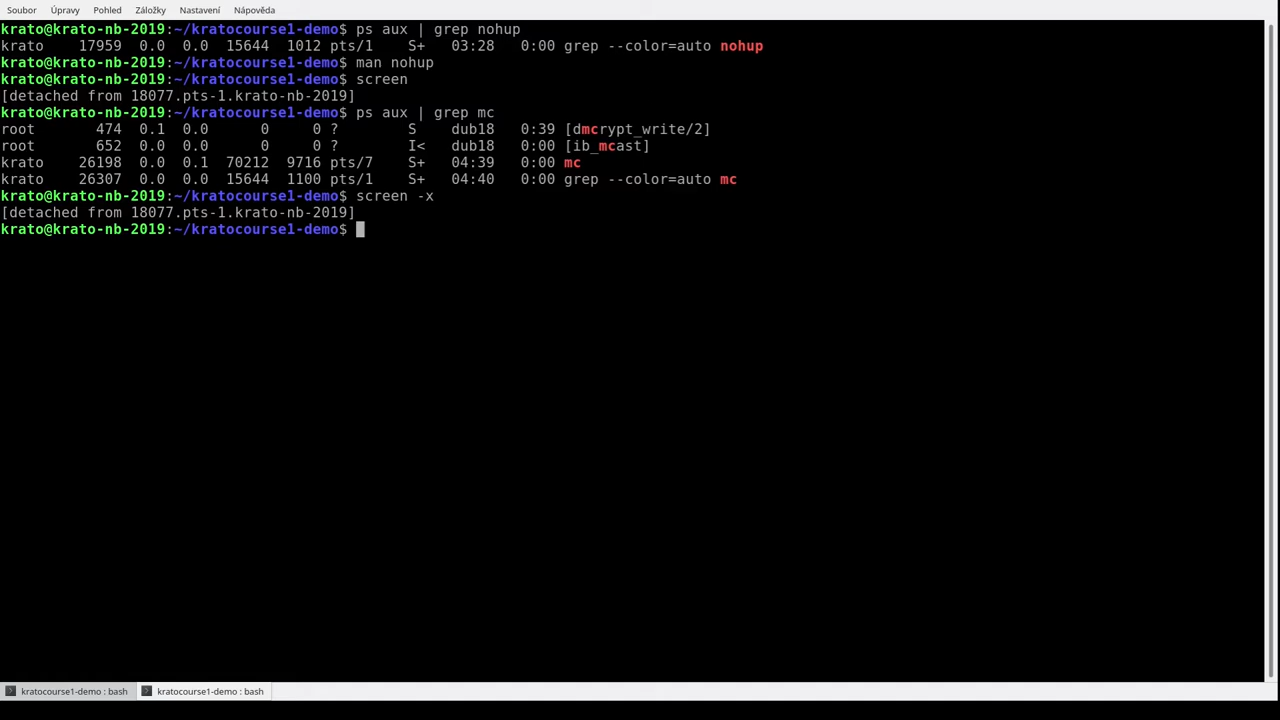 Soubor Úpravy Pohled Záložky Nastavení Nápověda
krato@krato-nb-2019:~/kratocourse1-demo$ ps aux | grep nohup
krato    17959  0.0  0.0  15644  1012 pts/1    S+   03:28   0:00 grep --color=auto nohup
krato@krato-nb-2019:~/kratocourse1-demo$ man nohup
krato@krato-nb-2019:~/kratocourse1-demo$ screen
[detached from 18077.pts-1.krato-nb-2019]
krato@krato-nb-2019:~/kratocourse1-demo$ ps aux | grep mc
root       474  0.1  0.0      0     0 ?        S    dub18   0:39 [dmcrypt_write/2]
root       652  0.0  0.0      0     0 ?        I<   dub18   0:00 [ib_mcast]
krato    26198  0.0  0.1  70212  9716 pts/7    S+   04:39   0:00 mc
krato    26307  0.0  0.0  15644  1100 pts/1    S+   04:40   0:00 grep --color=auto mc
krato@krato-nb-2019:~/kratocourse1-demo$ screen -x
[detached from 18077.pts-1.krato-nb-2019]
krato@krato-nb-2019:~/kratocourse1-demo$
kratocourse1-demo : bash kratocourse1-demo : bash